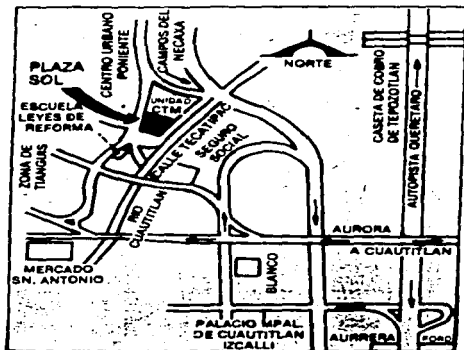 CENTRO URBANO
PONIENTE
CAMPOS DEL
NECAXA
NORTE
CASETA DE COBRO
DE TEPOZOTLAN
AUTOPISTA QUERETARO
PLAZA
SOL
UNIDAD
CTM
ESCUELA
LEYES DE
REFORMA
CALLE TECATIPAC
SEGURO
SOCIAL
ZONA DE
TIANGUIS
RIO
CUAUTITLAN
AURORA
A CUAUTITLAN
MERCADO
SN. ANTONIO
BLANCO
PALACIO MPAL.
DE CUAUTITLAN
IZCALLI
AURRERA
FORD